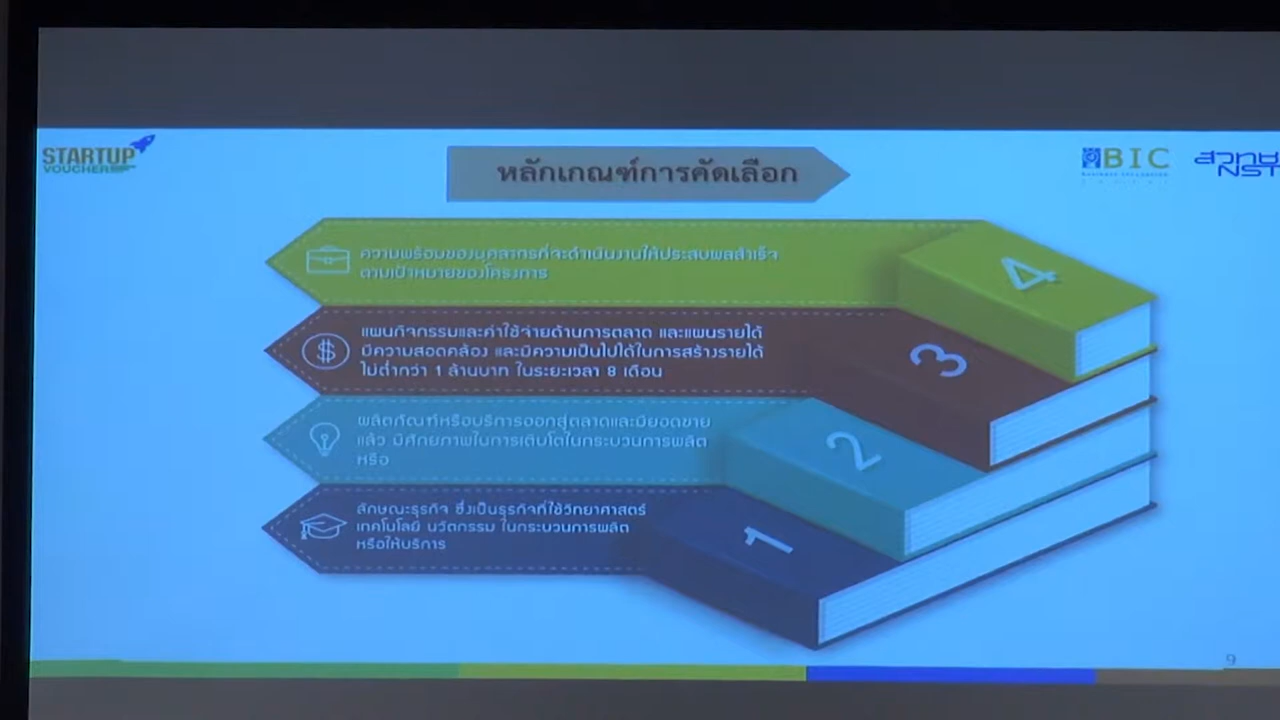 STARTUP
VOUCHER
หลักเกณฑ์การคัดเลือก
BIC
สวทช
NST
ความพร้อมของบุคลากรที่จะดำเนินงานให้ประสบผลสำเร็จ
ตามเป้าหมายของโครงการ
4
แผนกิจกรรมและค่าใช้จ่ายด้านการตลาด และแผนรายได้
มีความสอดคล้อง และมีความเป็นไปได้ในการสร้างรายได้
ไม่ต่ำกว่า 1 ล้านบาท ในระยะเวลา 8 เดือน
3
ผลิตภัณฑ์หรือบริการออกสู่ตลาดและมียอดขาย
แล้ว มีศักยภาพในการเติบโตในกระบวนการผลิต
หรือ
2
ลักษณะธุรกิจ ซึ่งเป็นธุรกิจที่ใช้วิทยาศาสตร์
เทคโนโลยี นวัตกรรม ในกระบวนการผลิต
หรือให้บริการ
1
9